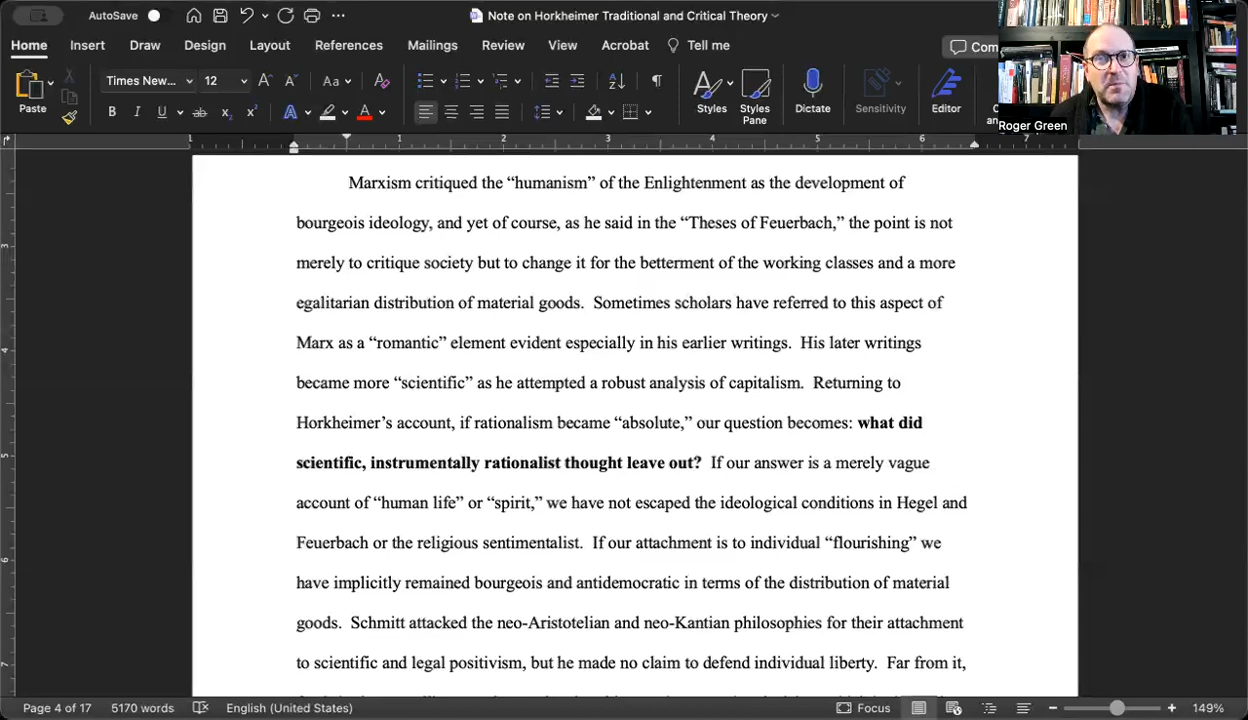 AutoSave
Note on Horkheimer Traditional and Critical Theory
Home Insert Draw Design Layout References Mailings Review View Acrobat Tell me
Com
Paste
Times New... 12
Styles
Styles Pane
Dictate
Sensitivity
Editor
Roger Green
Marxism critiqued the “humanism” of the Enlightenment as the development of
bourgeois ideology, and yet of course, as he said in the “Theses of Feuerbach,” the point is not
merely to critique society but to change it for the betterment of the working classes and a more
egalitarian distribution of material goods.  Sometimes scholars have referred to this aspect of
Marx as a “romantic” element evident especially in his earlier writings.  His later writings
became more “scientific” as he attempted a robust analysis of capitalism.  Returning to
Horkheimer’s account, if rationalism became “absolute,” our question becomes: what did
scientific, instrumentally rationalist thought leave out?  If our answer is a merely vague
account of “human life” or “spirit,” we have not escaped the ideological conditions in Hegel and
Feuerbach or the religious sentimentalist.  If our attachment is to individual “flourishing” we
have implicitly remained bourgeois and antidemocratic in terms of the distribution of material
goods.  Schmitt attacked the neo-Aristotelian and neo-Kantian philosophies for their attachment
to scientific and legal positivism, but he made no claim to defend individual liberty.  Far from it,
Page 4 of 17 5170 words English (United States) Focus 149%